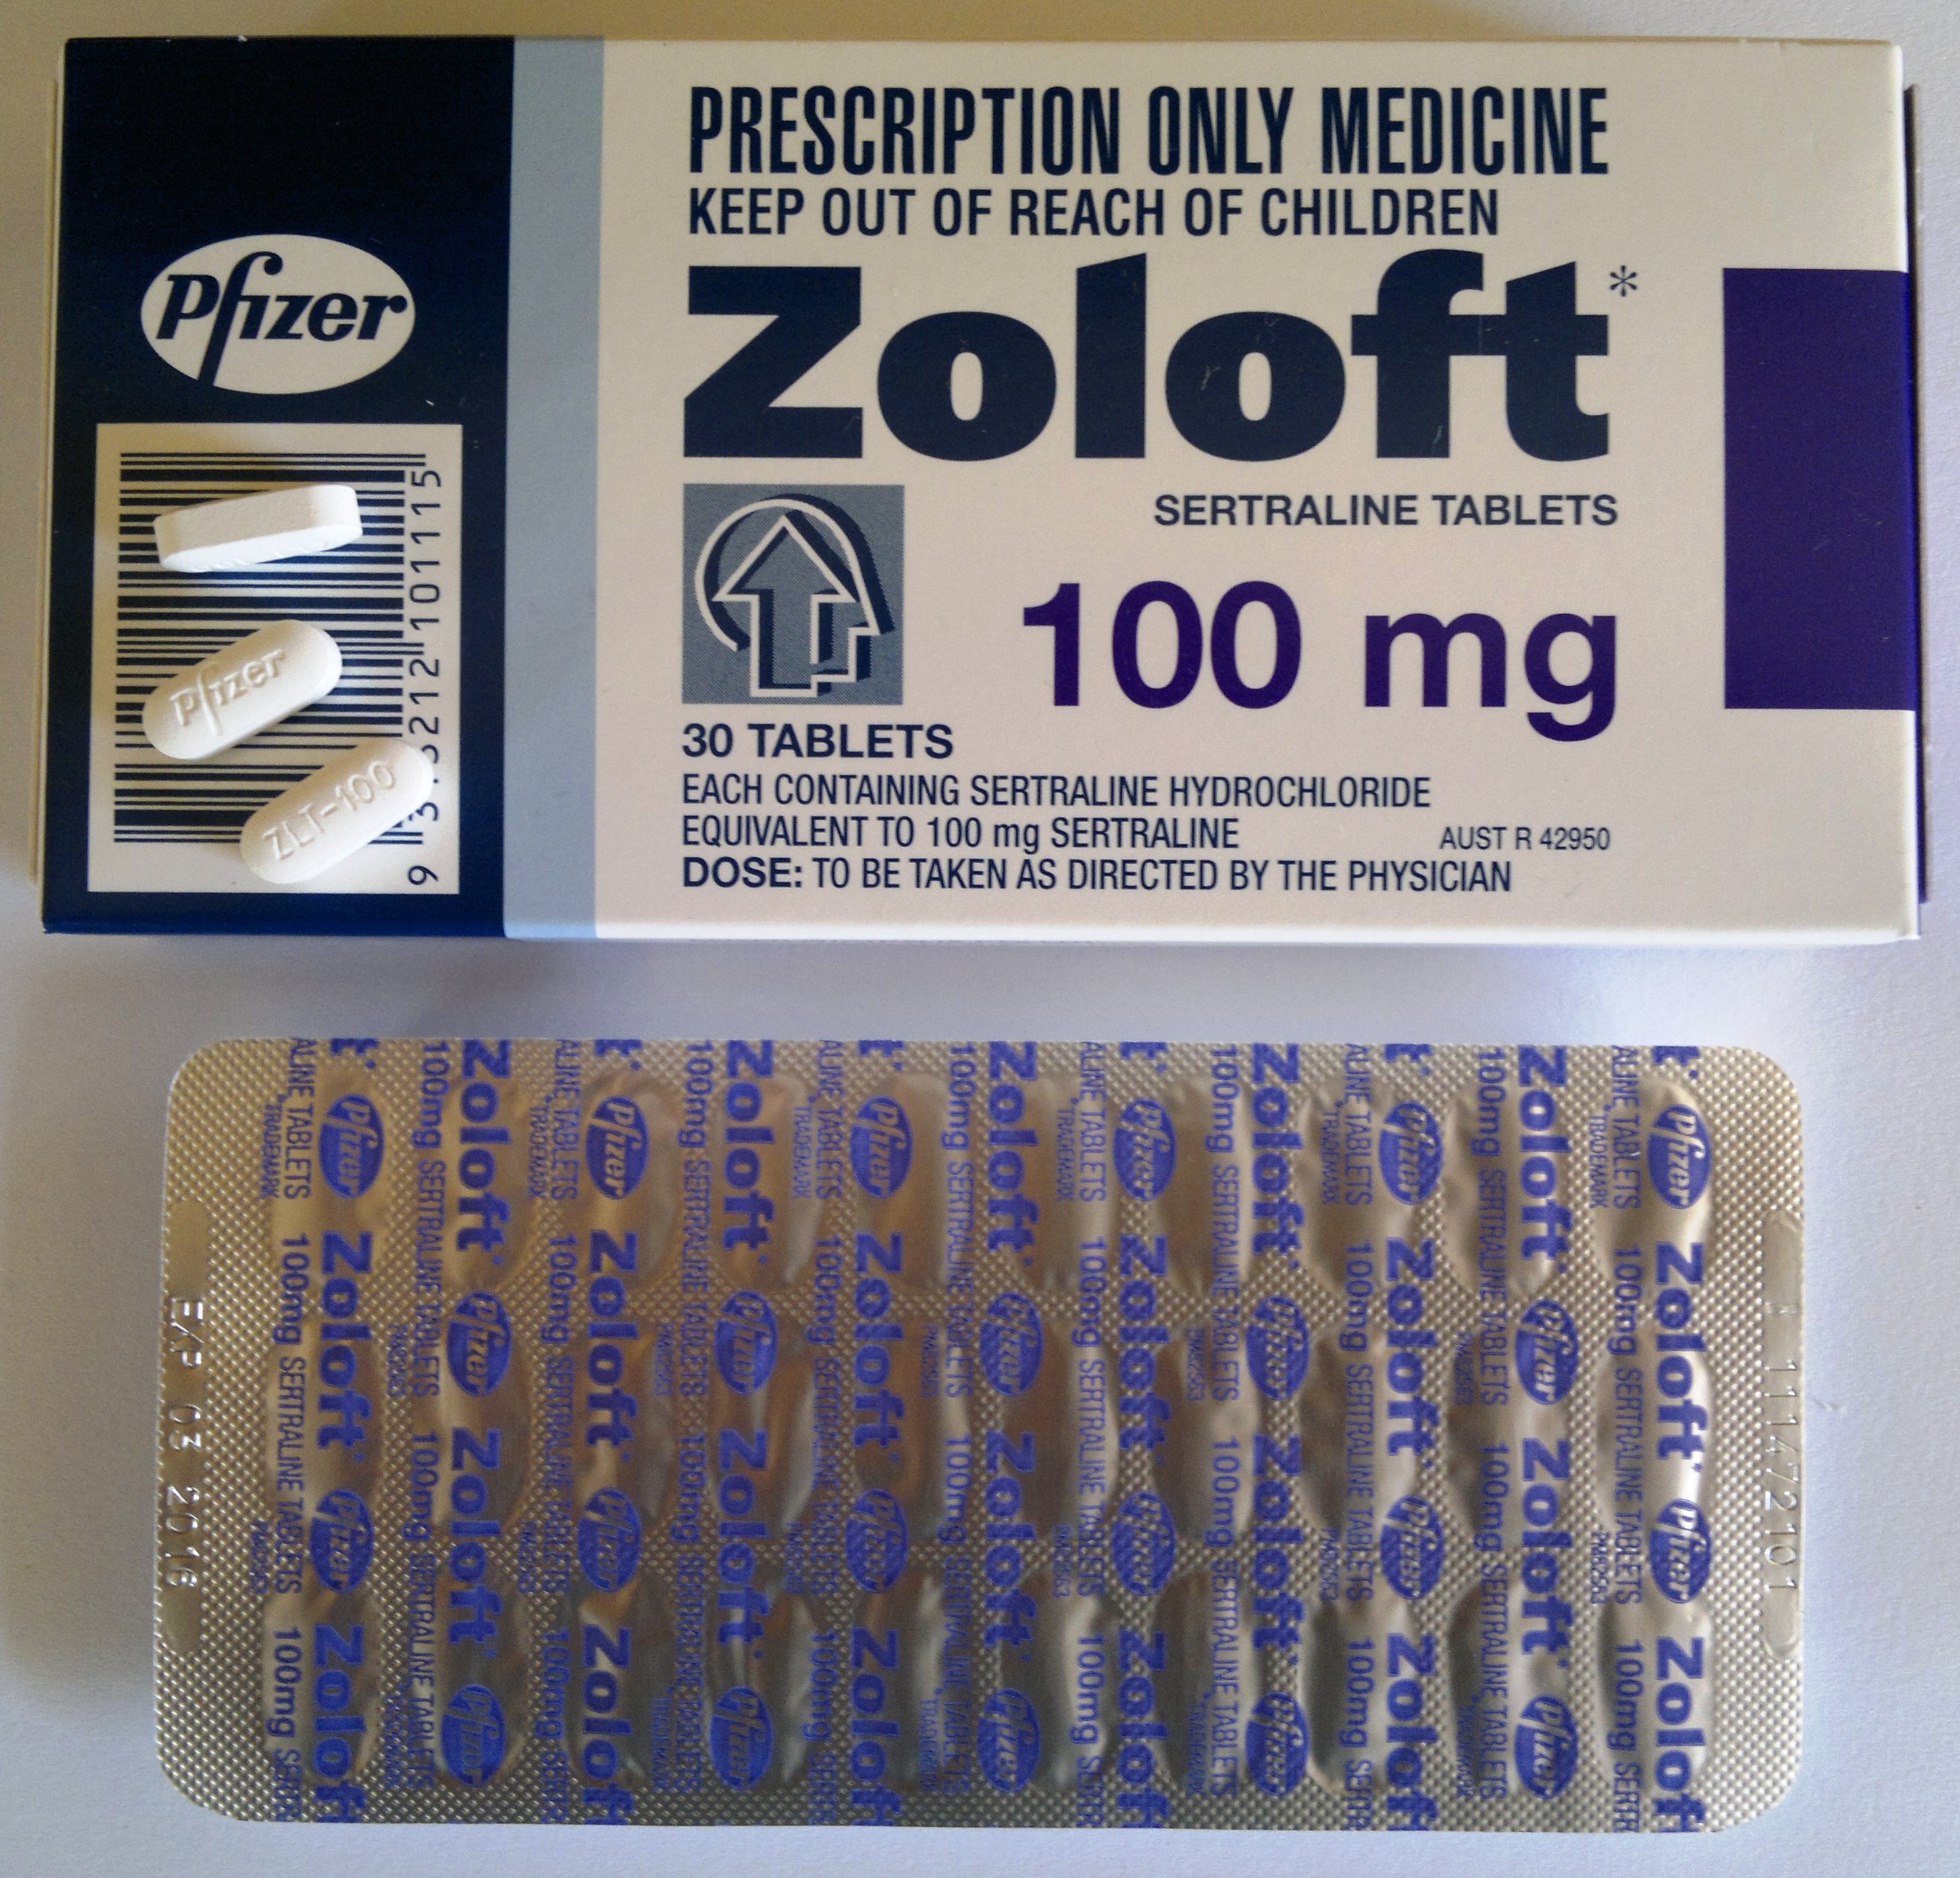 PRESCRIPTION ONLY MEDICINE
KEEP OUT OF REACH OF CHILDREN
Pfizer
Zoloft*
SERTRALINE TABLETS
100 mg
30 TABLETS
EACH CONTAINING SERTRALINE HYDROCHLORIDE
EQUIVALENT TO 100 mg SERTRALINE
AUST R 42950
DOSE: TO BE TAKEN AS DIRECTED BY THE PHYSICIAN
Pfizer
ZLT-100
EXP 03 2016
111472101
Pfizer
Zoloft*
100mg SERTRALINE TABLETS
*TRADEMARK